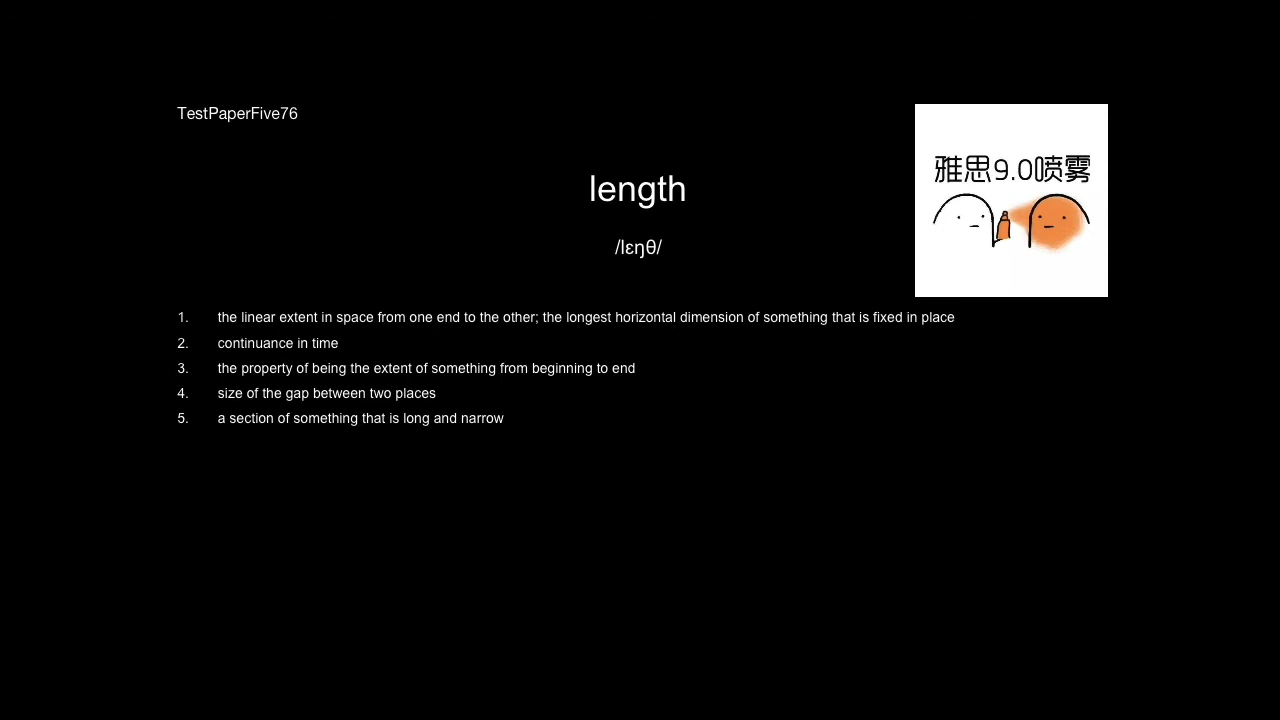 TestPaperFive76
雅思9.0喷雾
length
/lɛŋθ/
1. the linear extent in space from one end to the other; the longest horizontal dimension of something that is fixed in place
2. continuance in time
3. the property of being the extent of something from beginning to end
4. size of the gap between two places
5. a section of something that is long and narrow